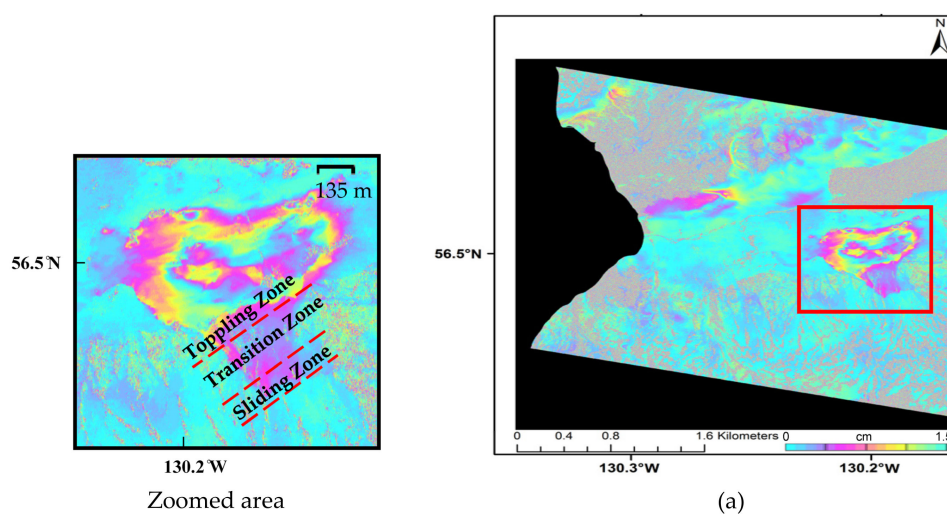 135 m
56.5°N
Toppling Zone
Transition Zone
Sliding Zone
130.2°W
Zoomed area
N
56.5°N
0 0.4 0.8 1.6 Kilometers
0 cm 1.5
130.3°W 130.2°W
(a)